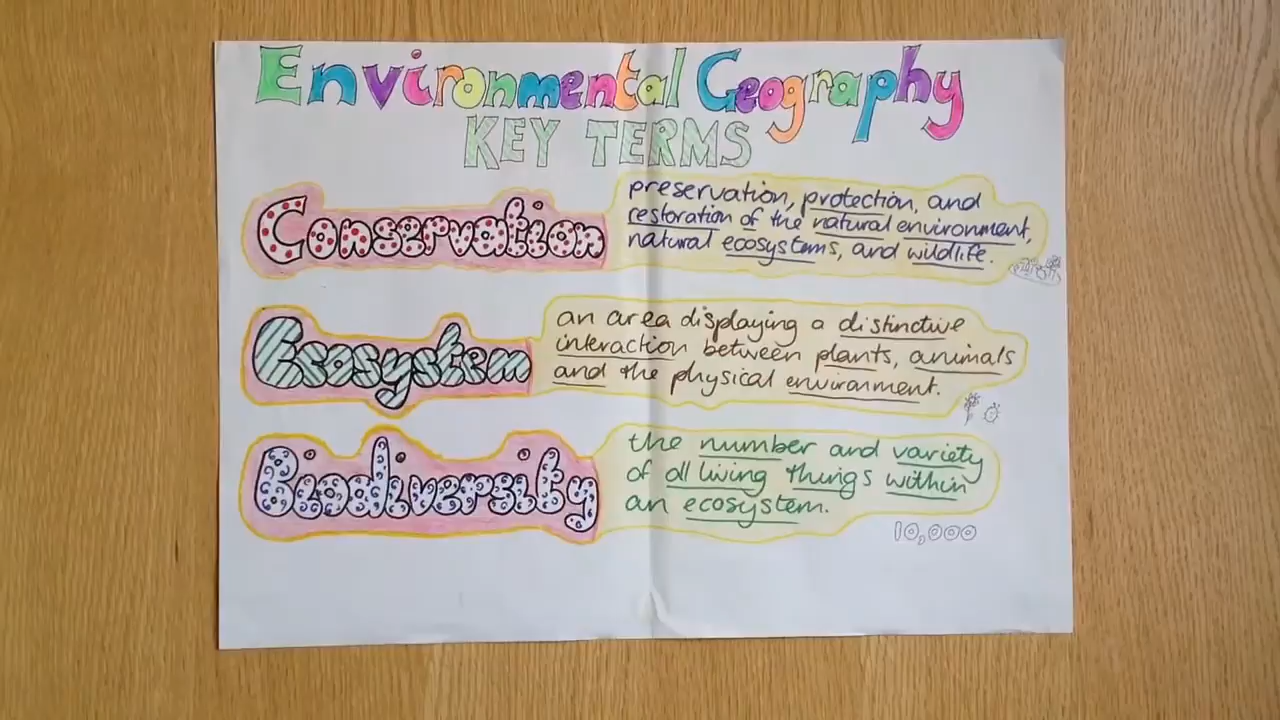 Environmental Geography
KEY TERMS
Conservation
preservation, protection, and
restoration of the natural environment,
natural ecosystems, and wildlife.
Ecosystem
an area displaying a distinctive
interaction between plants, animals
and the physical environment.
Biodiversity
the number and variety
of all living things within
an ecosystem.
10,000